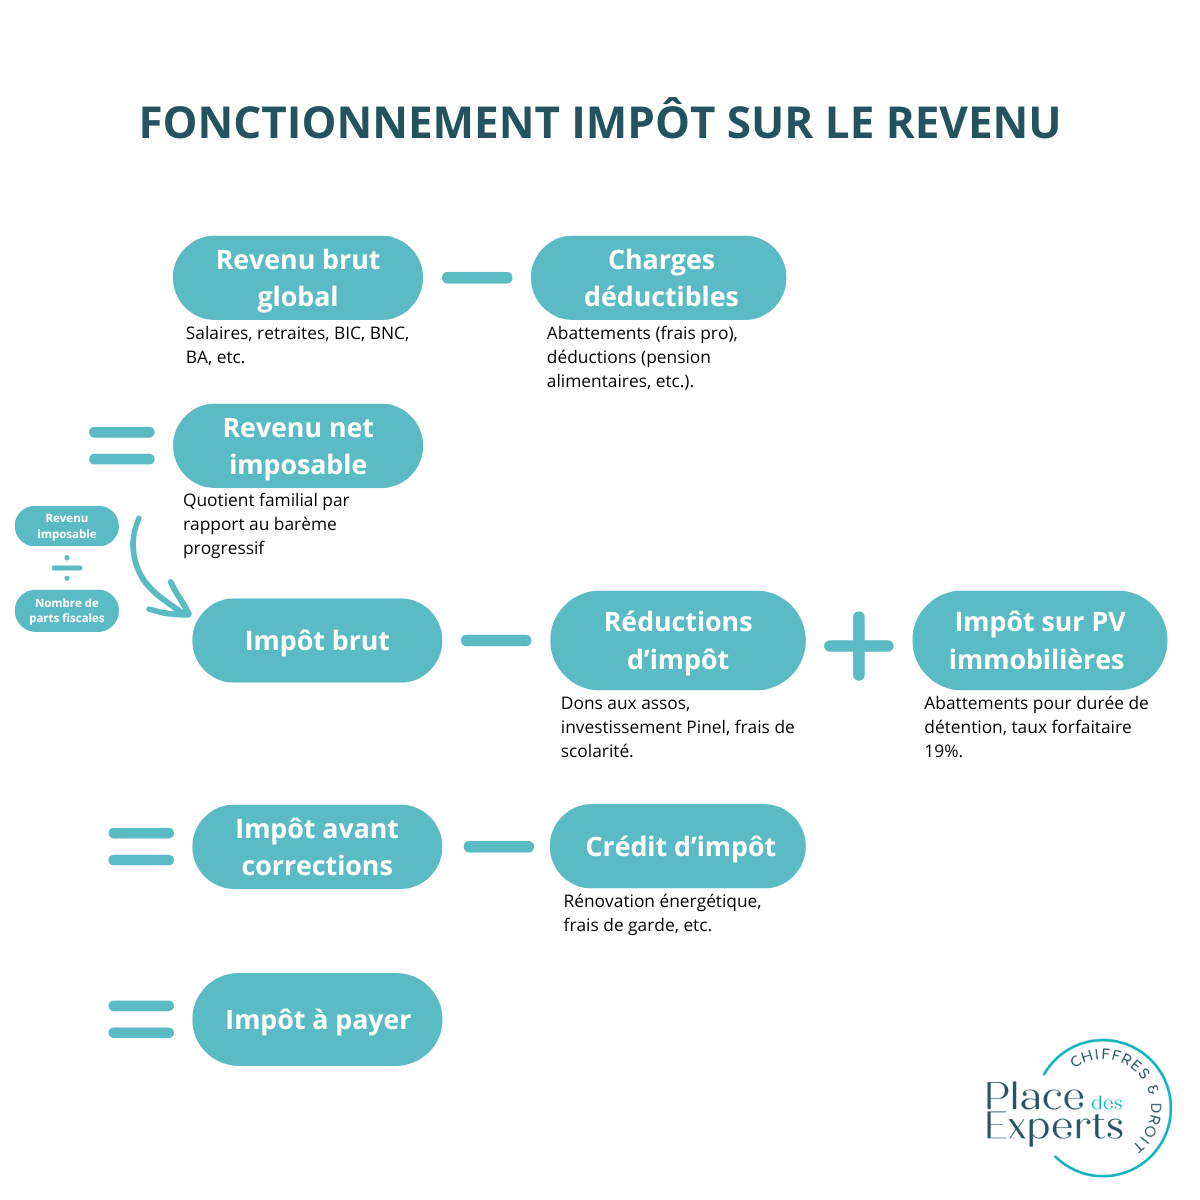 FONCTIONNEMENT IMPÔT SUR LE REVENU
Revenu brut
global
Charges
déductibles
Salaires, retraites, BIC, BNC,
BA, etc.
Abattements (frais pro),
déductions (pension
alimentaires, etc.).
Revenu net
imposable
Quotient familial par
rapport au barème
progressif
Revenu
imposable
Nombre de
parts fiscales
Impôt brut
Réductions
d’impôt
Impôt sur PV
immobilières
Dons aux assos,
investissement Pinel, frais de
scolarité.
Abattements pour durée de
détention, taux forfaitaire
19%.
Impôt avant
corrections
Crédit d’impôt
Rénovation énergétique,
frais de garde, etc.
Impôt à payer
Place des
Experts
CHIFFRES & DROIT